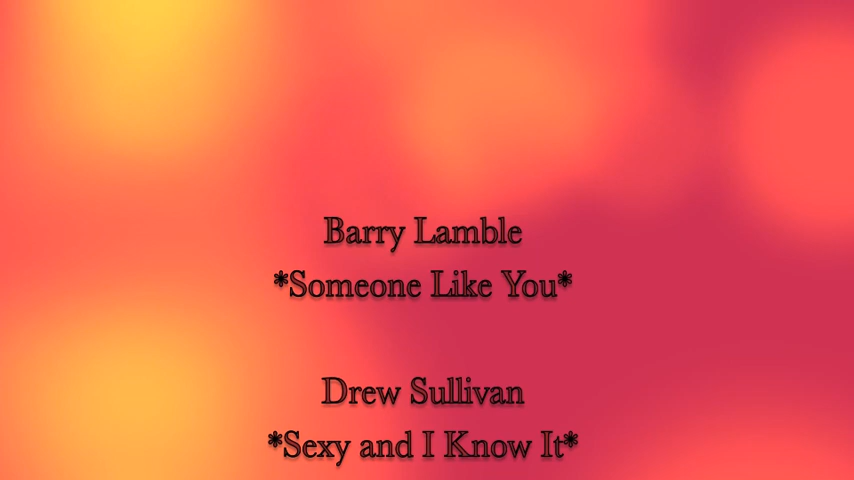 Barry Lamble
*Someone Like You*
Drew Sullivan
*Sexy and I Know It*